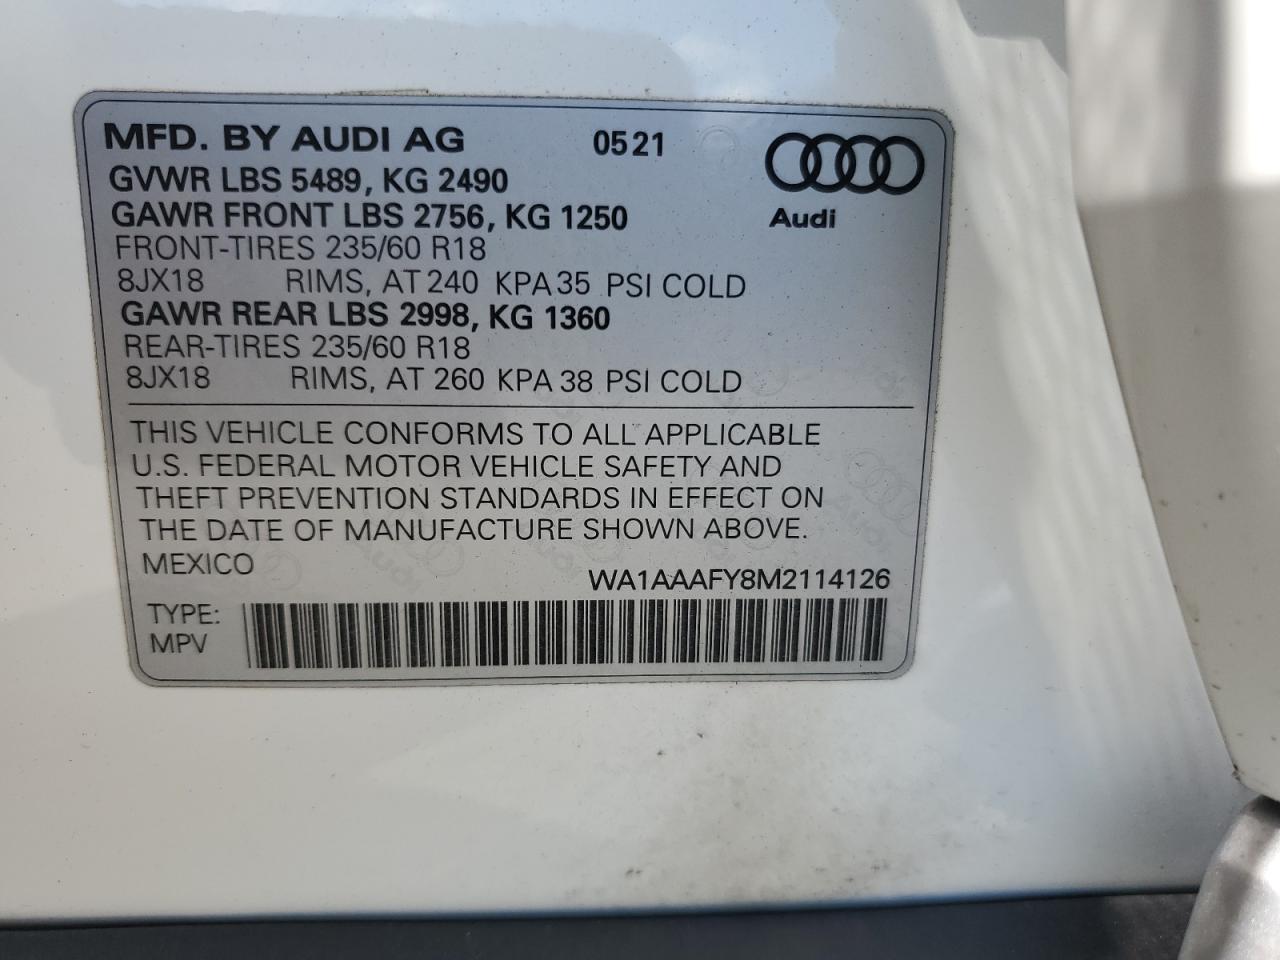 MFD. BY AUDI AG 0521
GVWR LBS 5489, KG 2490
GAWR FRONT LBS 2756, KG 1250
Audi
FRONT-TIRES 235/60 R18
8JX18 RIMS, AT 240 KPA 35 PSI COLD
GAWR REAR LBS 2998, KG 1360
REAR-TIRES 235/60 R18
8JX18 RIMS, AT 260 KPA 38 PSI COLD
THIS VEHICLE CONFORMS TO ALL APPLICABLE
U.S. FEDERAL MOTOR VEHICLE SAFETY AND
THEFT PREVENTION STANDARDS IN EFFECT ON
THE DATE OF MANUFACTURE SHOWN ABOVE.
MEXICO
WA1AAAFY8M2114126
TYPE:
MPV